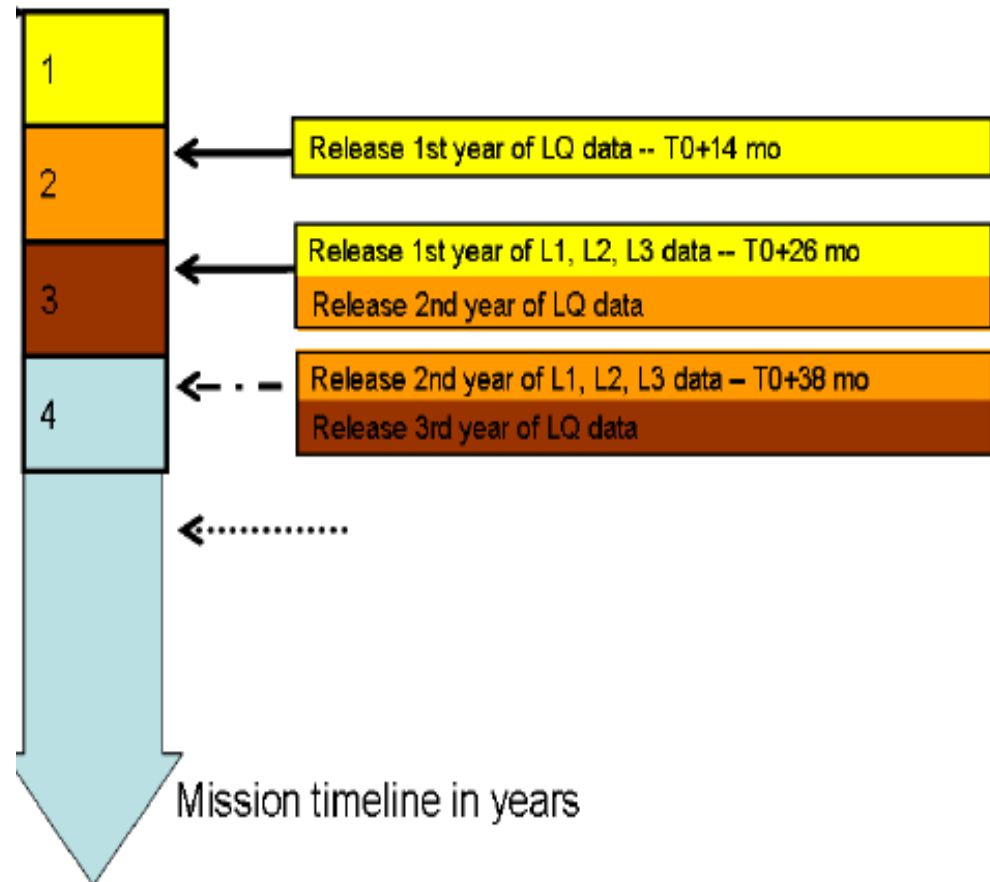 1
2
Release 1st year of LQ data -- T0+14 mo
3
Release 1st year of L1, L2, L3 data -- T0+26 mo
Release 2nd year of LQ data
4
Release 2nd year of L1, L2, L3 data – T0+38 mo
Release 3rd year of LQ data
Mission timeline in years